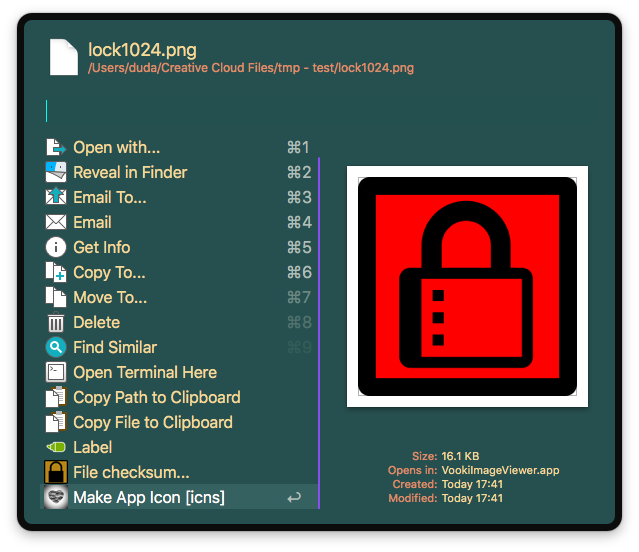 lock1024.png
/Users/duda/Creative Cloud Files/tmp - test/lock1024.png
Open with... ⌘1
Reveal in Finder ⌘2
Email To... ⌘3
Email ⌘4
Get Info ⌘5
Copy To... ⌘6
Move To... ⌘7
Delete ⌘8
Find Similar ⌘9
Open Terminal Here
Copy Path to Clipboard
Copy File to Clipboard
Label
File checksum...
Make App Icon [icns] ↩
Size: 16.1 KB
Opens in: VookiImageViewer.app
Created: Today 17:41
Modified: Today 17:41